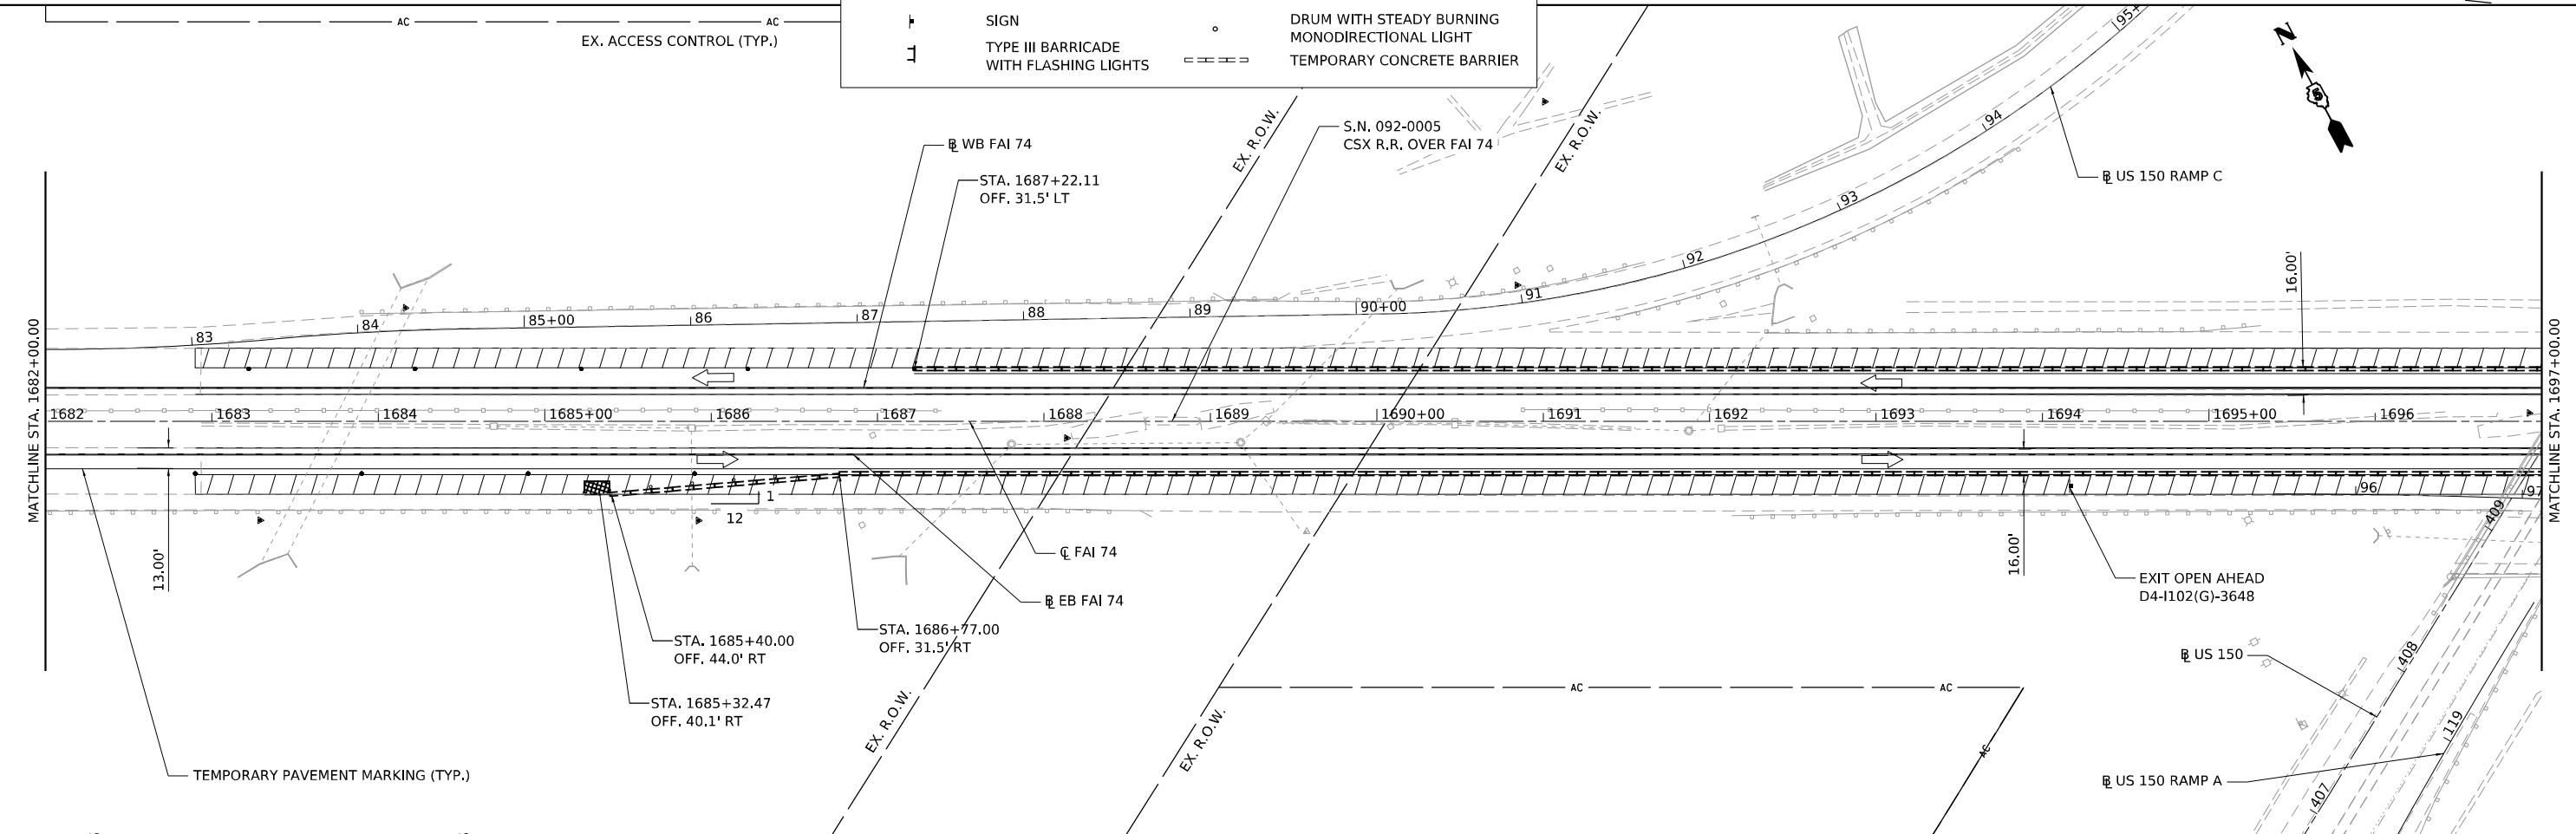 AC
AC
EX. ACCESS CONTROL (TYP.)
SIGN
TYPE III BARRICADE
WITH FLASHING LIGHTS
DRUM WITH STEADY BURNING
MONODIRECTIONAL LIGHT
TEMPORARY CONCRETE BARRIER
N
5
95+
94
93
92
91
EX. R.O.W.
EX. R.O.W.
S.N. 092-0005
CSX R.R. OVER FAI 74
BL WB FAI 74
STA. 1687+22.11
OFF. 31.5' LT
BL US 150 RAMP C
16.00'
83
84
85+00
86
87
88
89
90+00
MATCHLINE STA. 1682+00.00
MATCHLINE STA. 1697+00.00
1682
1683
1684
1685+00
1686
1687
1688
1689
1690+00
1691
1692
1693
1694
1695+00
1696
96
97
1
12
409
13.00'
16.00'
CL FAI 74
BL EB FAI 74
EXIT OPEN AHEAD
D4-I102(G)-3648
STA. 1686+77.00
OFF. 31.5' RT
STA. 1685+40.00
OFF. 44.0' RT
STA. 1685+32.47
OFF. 40.1' RT
BL US 150
408
AC
AC
AC
EX. R.O.W.
EX. R.O.W.
119
TEMPORARY PAVEMENT MARKING (TYP.)
BL US 150 RAMP A
407